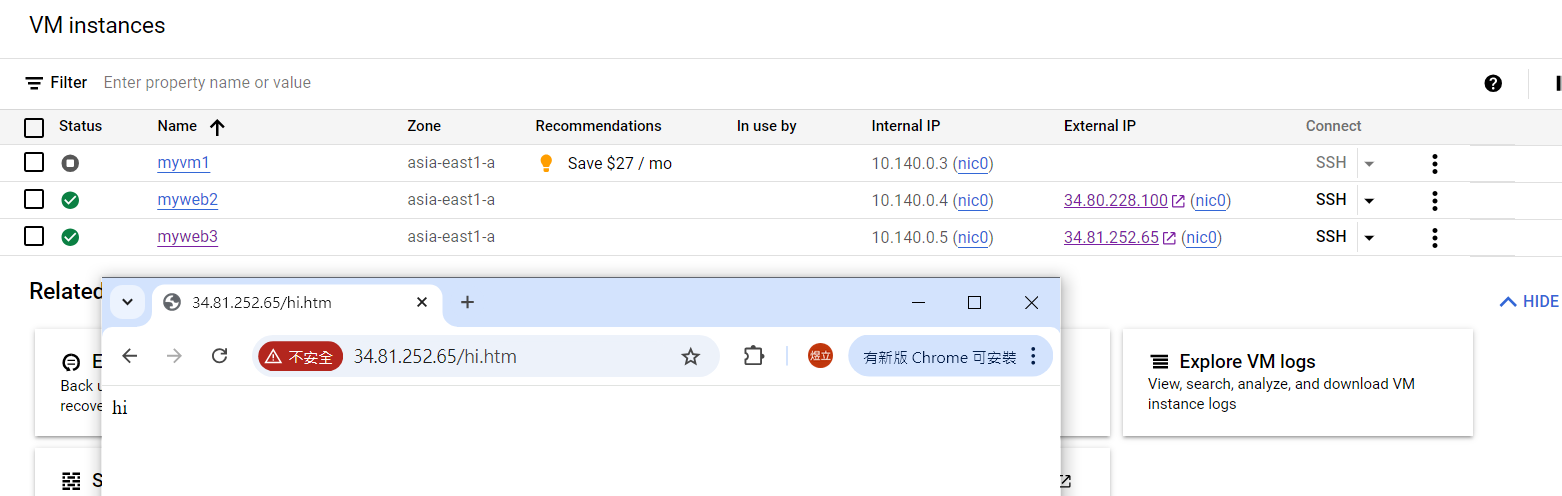 VM instances
Filter Enter property name or value
Status Name Zone Recommendations In use by Internal IP External IP Connect
myvm1 asia-east1-a Save $27 / mo 10.140.0.3 (nic0) SSH
myweb2 asia-east1-a 10.140.0.4 (nic0) 34.80.228.100 (nic0) SSH
myweb3 asia-east1-a 10.140.0.5 (nic0) 34.81.252.65 (nic0) SSH
Related
HIDE
34.81.252.65/hi.htm
不安全 34.81.252.65/hi.htm 煜立 有新版 Chrome 可安裝
hi
E
Back u
recove
Explore VM logs
View, search, analyze, and download VM
instance logs
S